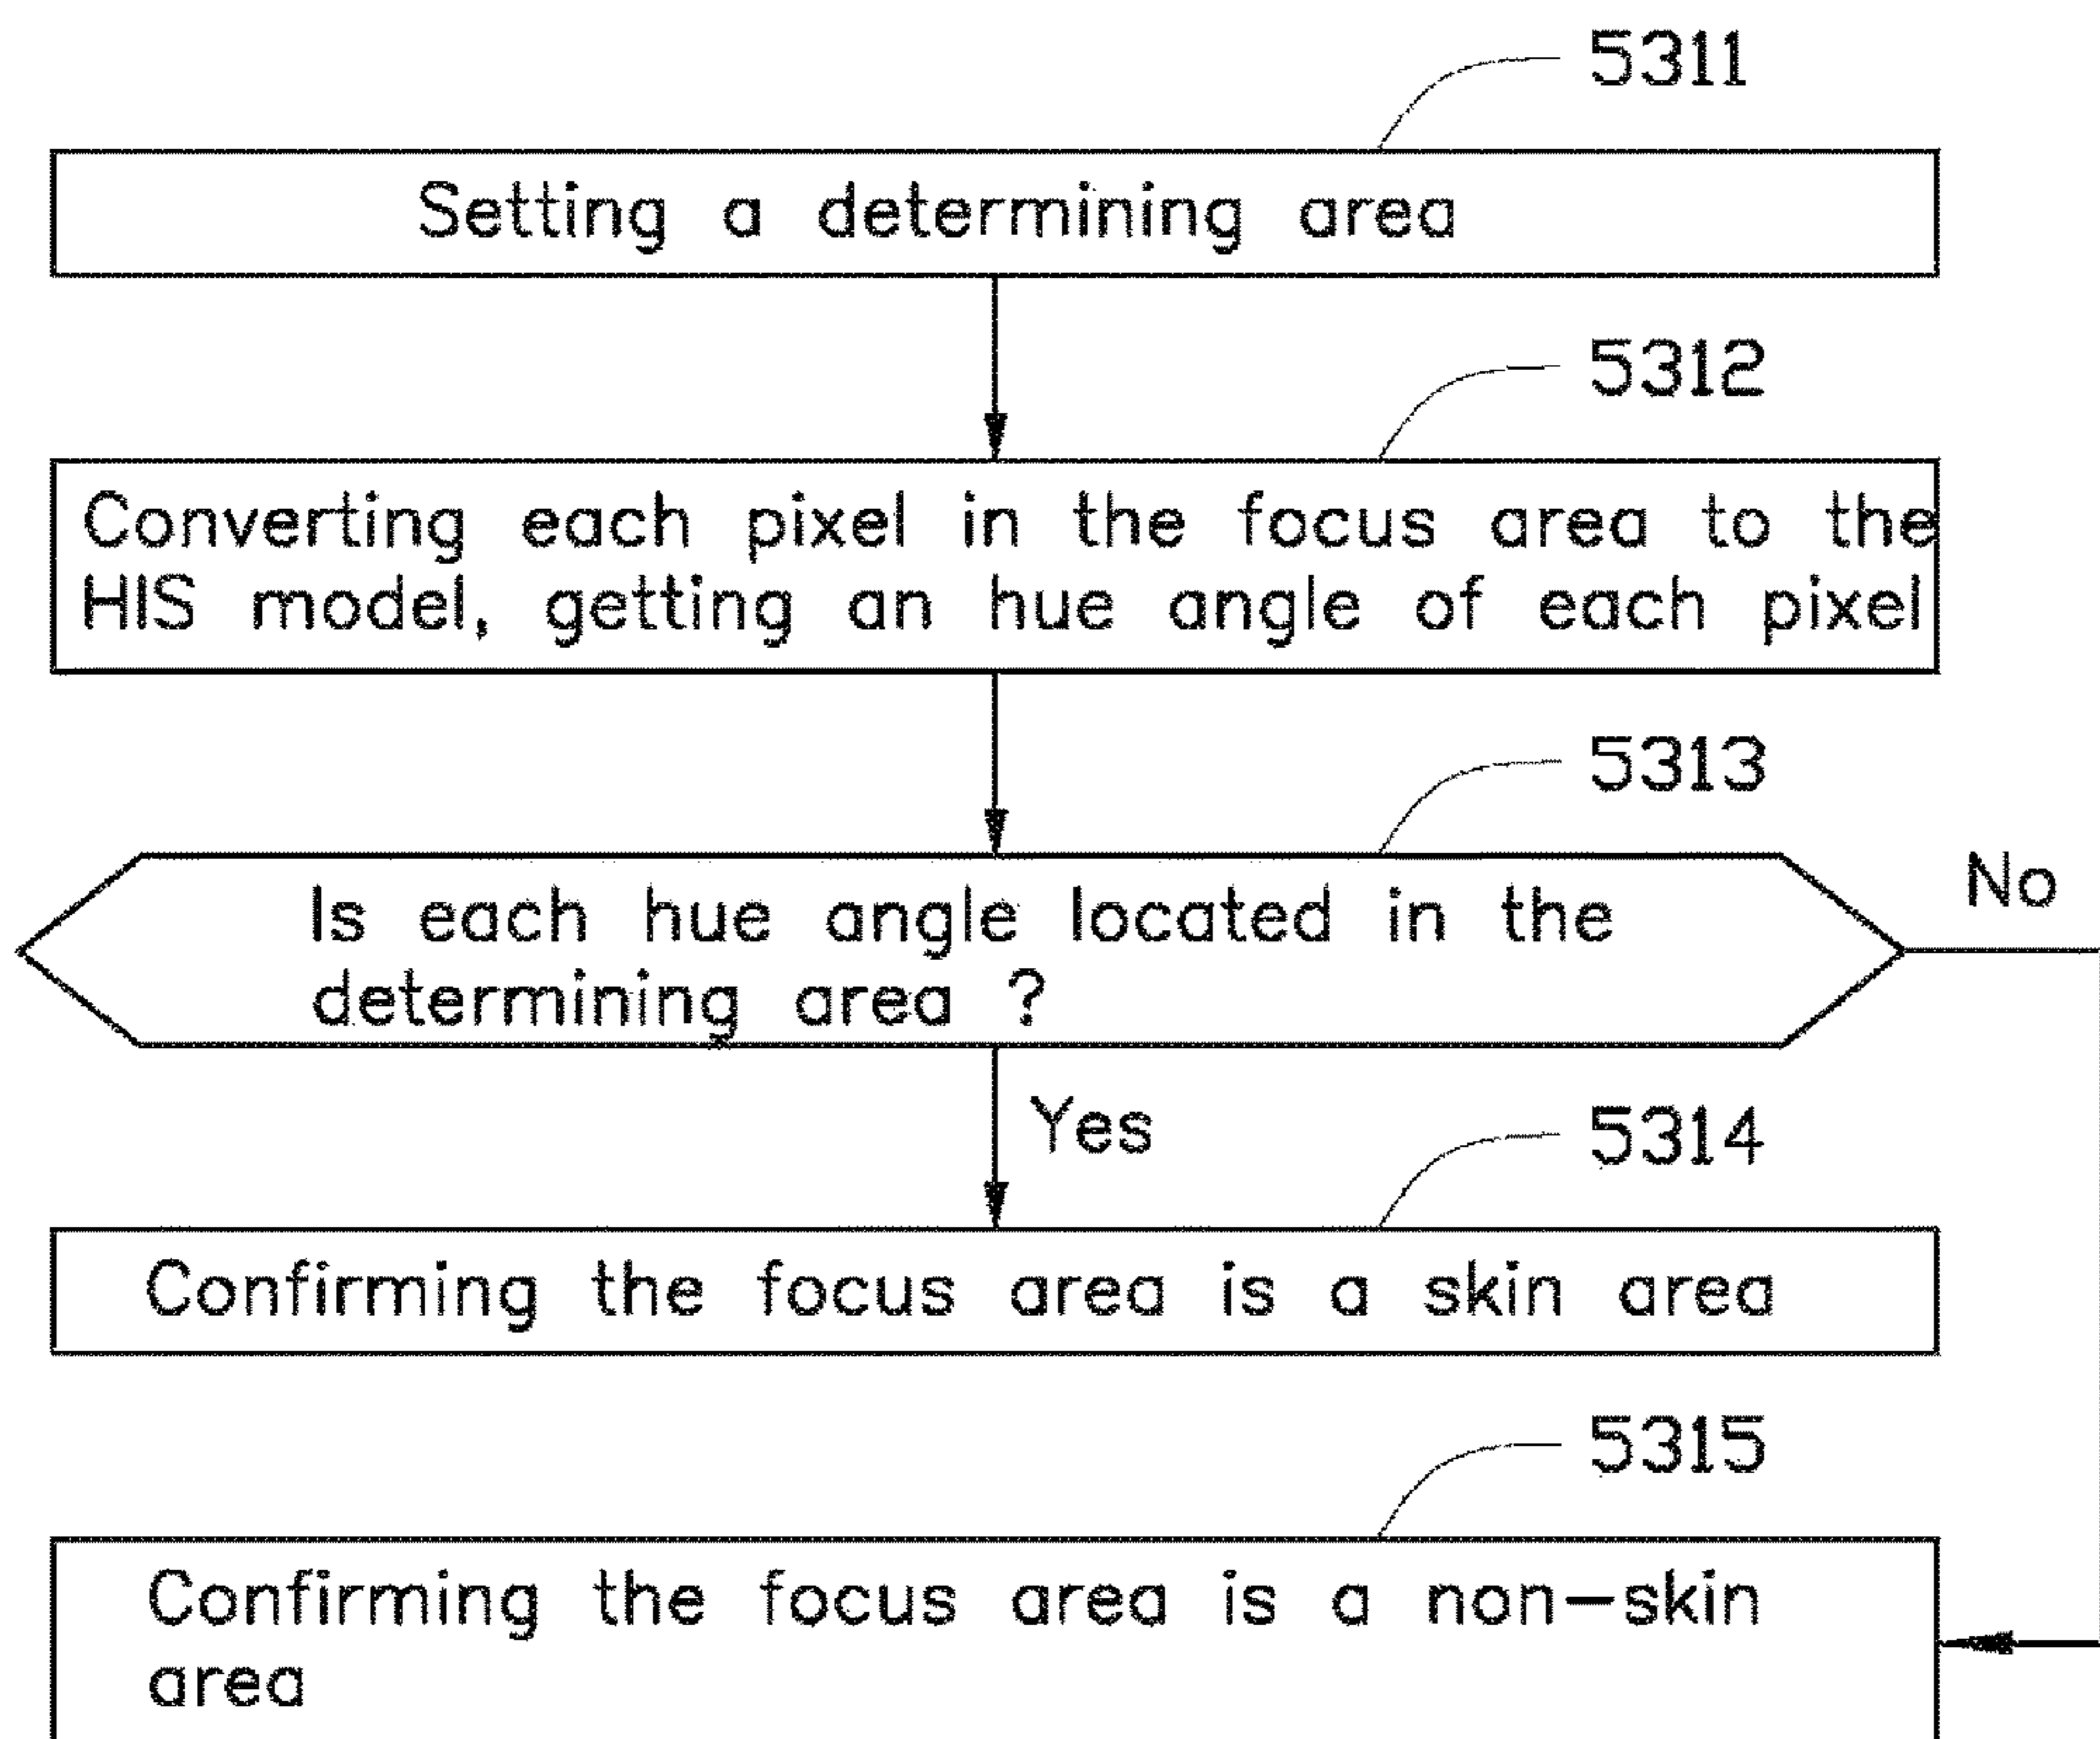 5311
Setting a determining area
5312
Converting each pixel in the focus area to the
HIS model, getting an hue angle of each pixel
5313
Is each hue angle located in the
determining area ?
No
Yes
5314
Confirming the focus area is a skin area
5315
Confirming the focus area is a non-skin
area